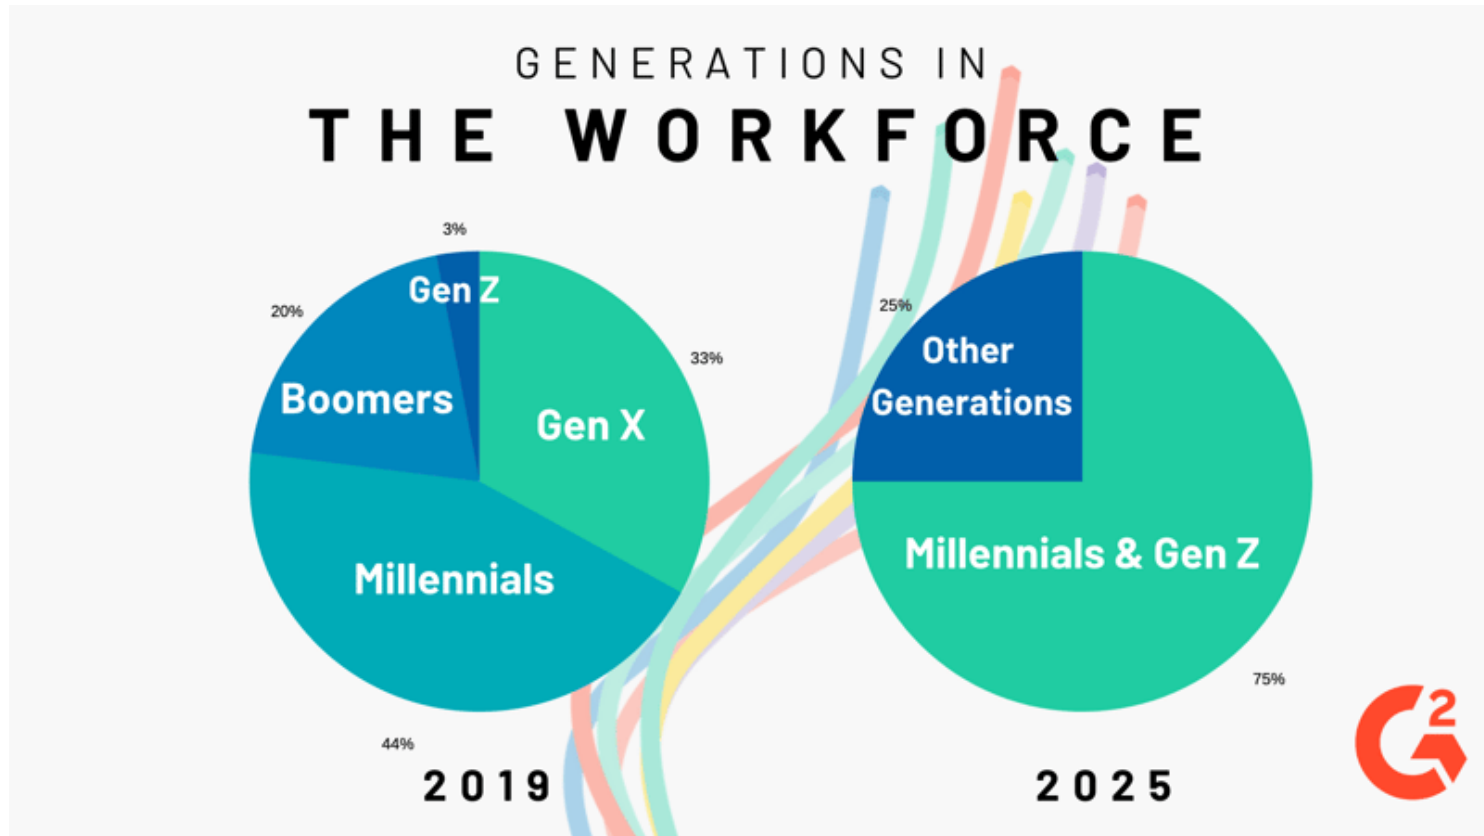 GENERATIONS IN
THE WORKFORCE
3%
Gen Z
20%
33%
Boomers
Gen X
Millennials
44%
2019
25%
Other
Generations
Millennials & Gen Z
75%
2025
G2